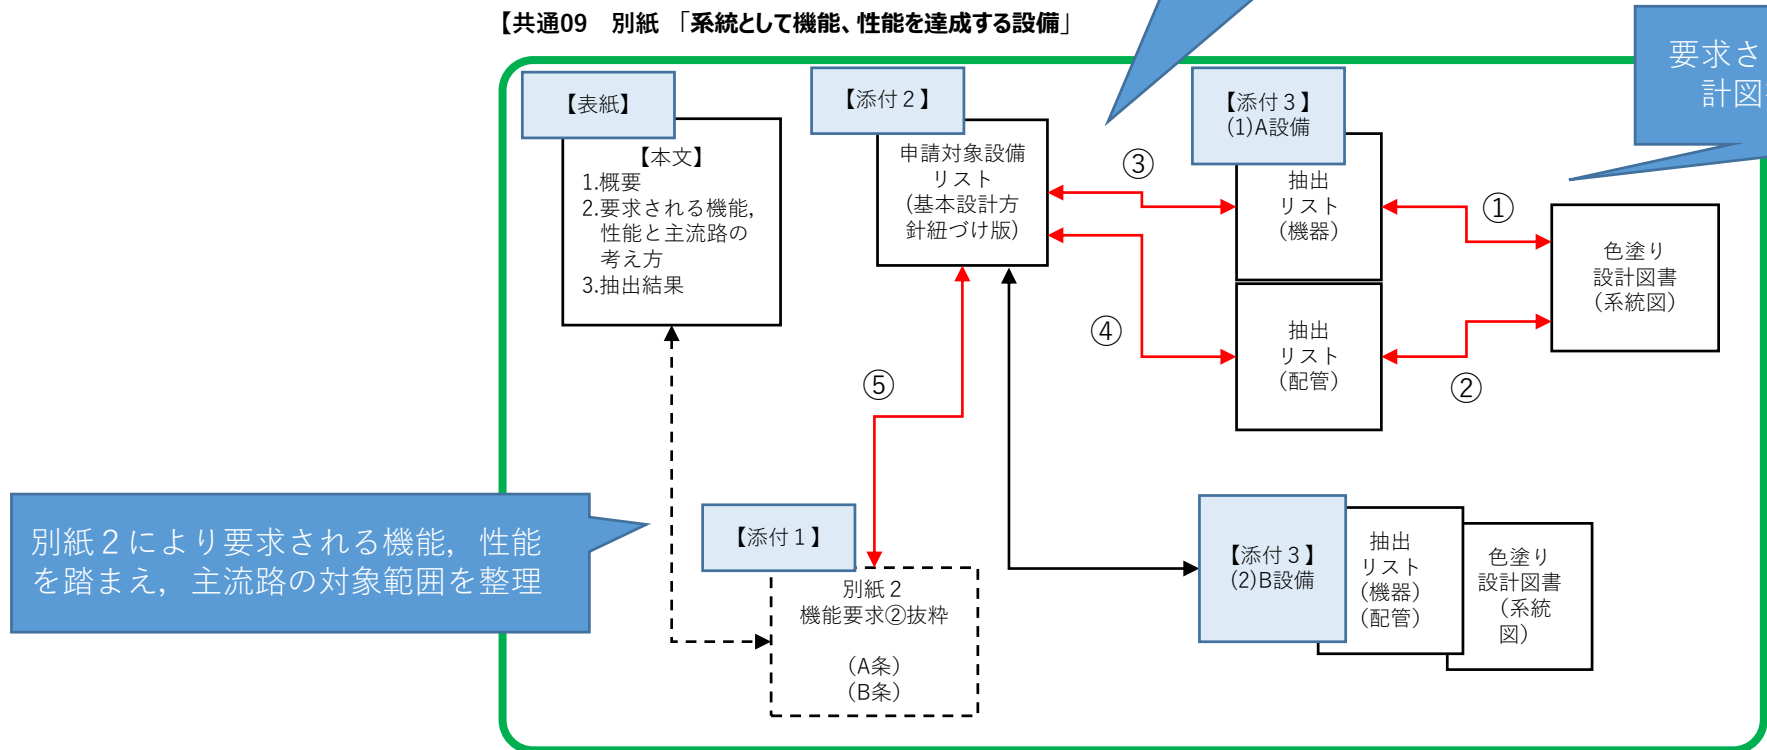 【共通09　別紙 「系統として機能、性能を達成する設備」
要求さ
計図
【表紙】
【本文】
1.概要
2.要求される機能，
性能と主流路の
考え方
3.抽出結果
【添付２】
申請対象設備
リスト
(基本設計方
針紐づけ版)
③
④
⑤
【添付３】
(1)A設備
抽出
リスト
(機器)
抽出
リスト
(配管)
①
②
色塗り
設計図書
(系統図)
別紙２により要求される機能，性能
を踏まえ，主流路の対象範囲を整理
【添付１】
別紙２
機能要求②抜粋
(A条)
(B条)
【添付３】
(2)B設備
抽出
リスト
(機器)
(配管)
色塗り
設計図書
(系統
図)